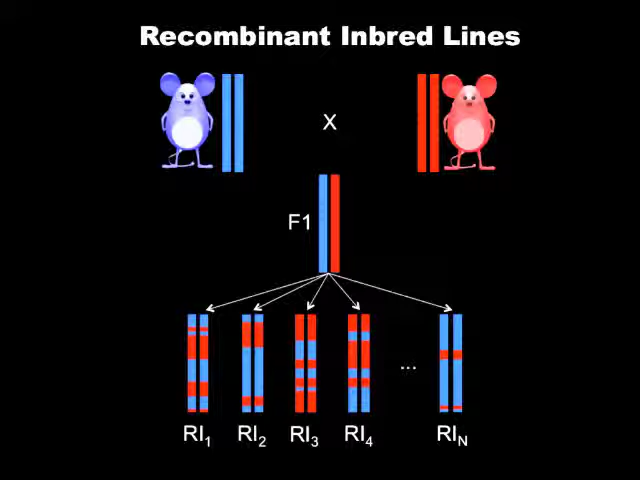 Recombinant Inbred Lines
X
F1
...
RI₁ RI₂ RI₃ RI₄ RIN